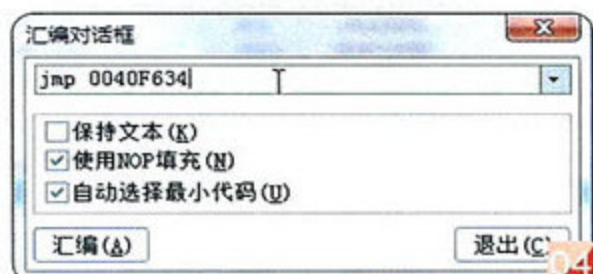 汇编对话框
jmp 0040F634
保持文本(K)
使用NOP填充(N)
自动选择最小代码(U)
汇编(A)
退出(C)
04